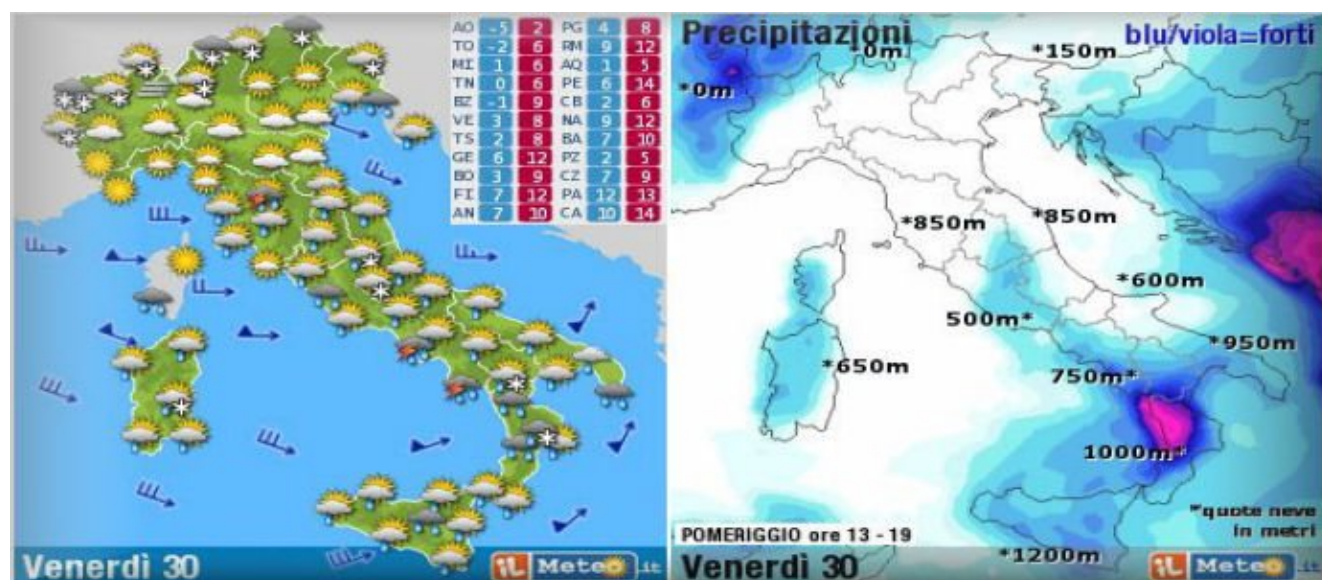 AO -5 2 PG 4 8
TO -2 6 RM 9 12
MI 1 6 AQ 1 5
TN 0 6 PE 6 14
BZ -1 9 CB 2 6
VE 3 8 NA 9 12
TS 2 8 BA 7 10
GE 6 12 PZ 2 5
BO 3 9 CZ 7 9
FI 7 12 PA 12 13
AN 7 10 CA 10 14
Venerdì 30
iL Meteo.it
Precipitazioni
blu/viola=forti
*0m
*150m
*0m
*850m
*850m
*600m
500m*
*950m
*650m
750m*
1000m*
*quote neve
in metri
POMERIGGIO ore 13 - 19
*1200m
Venerdì 30
iL Meteo.it